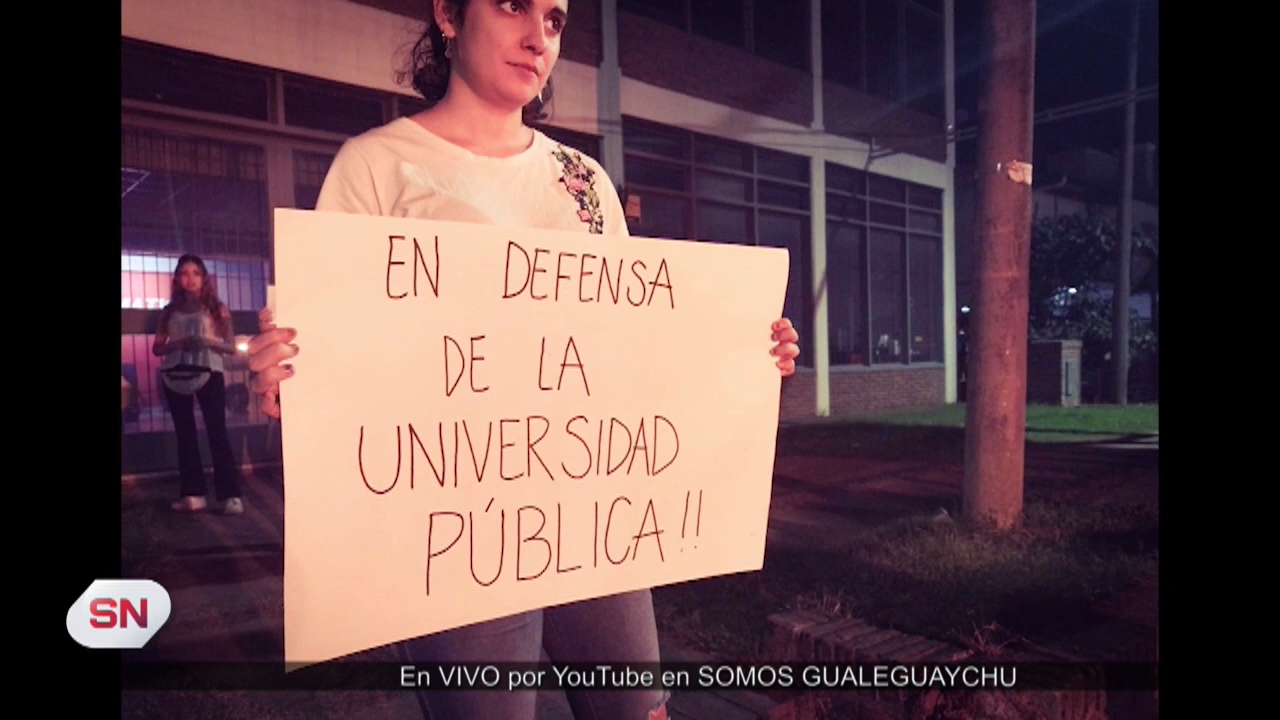 EN DEFENSA
DE LA
UNIVERSIDAD
PÚBLICA!!
SN
En VIVO por YouTube en SOMOS GUALEGUAYCHU